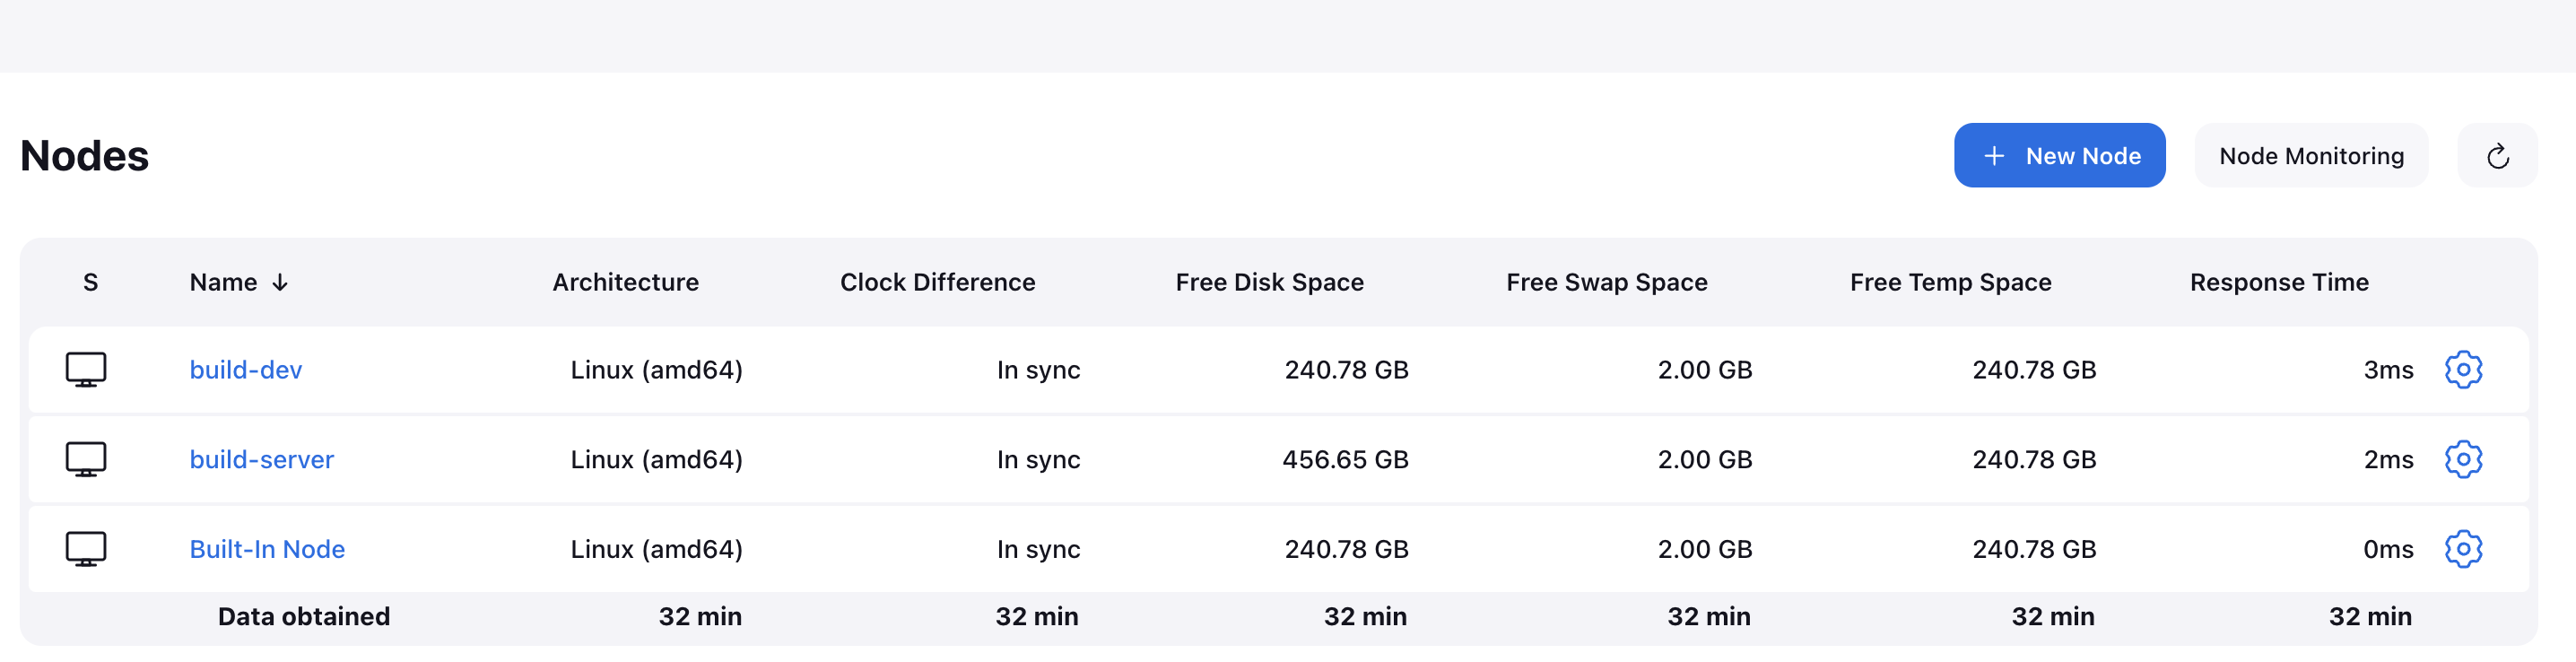 Nodes
New Node
Node Monitoring
S Name ↓ Architecture Clock Difference Free Disk Space Free Swap Space Free Temp Space Response Time
build-dev Linux (amd64) In sync 240.78 GB 2.00 GB 240.78 GB 3ms
build-server Linux (amd64) In sync 456.65 GB 2.00 GB 240.78 GB 2ms
Built-In Node Linux (amd64) In sync 240.78 GB 2.00 GB 240.78 GB 0ms
Data obtained 32 min 32 min 32 min 32 min 32 min 32 min